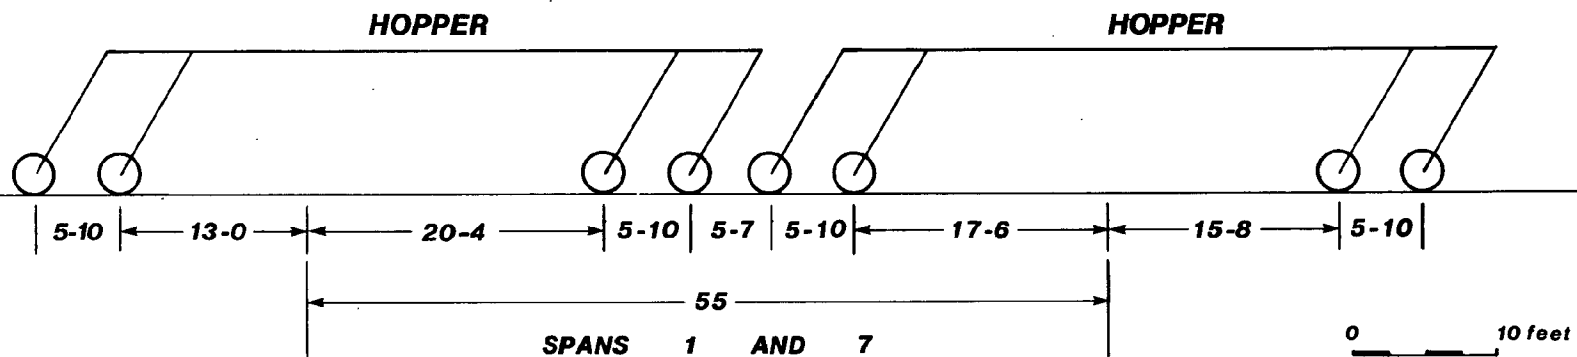 HOPPER HOPPER
5-10 13-0 20-4 5-10 5-7 5-10 17-6 15-8 5-10
55
SPANS 1 AND 7
0 10 feet